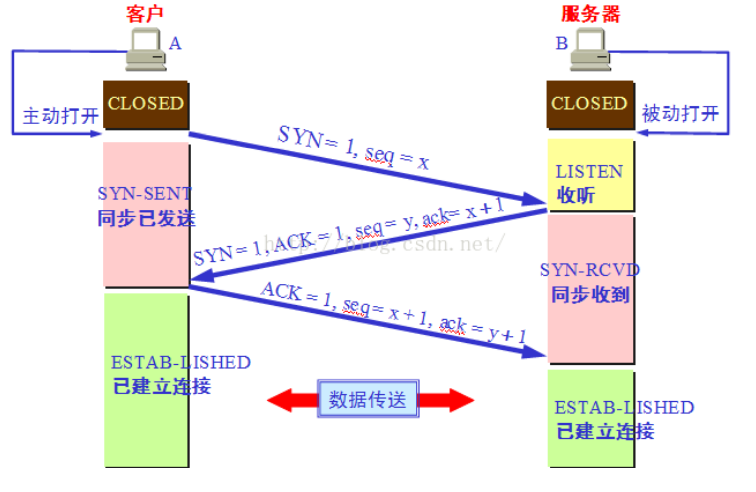 客户
服务器
A
B
CLOSED
CLOSED
主动打开
被动打开
SYN = 1, seq = x
LISTEN
收听
SYN-SENT
同步已发送
SYN = 1, ACK = 1, seq = y, ack= x + 1
http://blog.csdn.net/
SYN-RCVD
同步收到
ACK = 1, seq = x + 1, ack = y + 1
ESTAB-LISHED
已建立连接
数据传送
ESTAB-LISHED
已建立连接